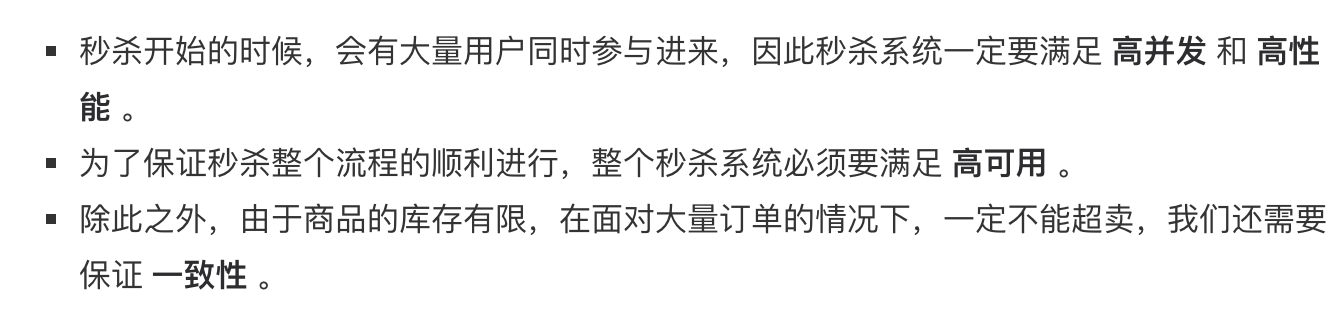 ▪ 秒杀开始的时候，会有大量用户同时参与进来，因此秒杀系统一定要满足 高并发 和 高性
能 。
▪ 为了保证秒杀整个流程的顺利进行，整个秒杀系统必须要满足 高可用 。
▪ 除此之外，由于商品的库存有限，在面对大量订单的情况下，一定不能超卖，我们还需要
保证 一致性 。